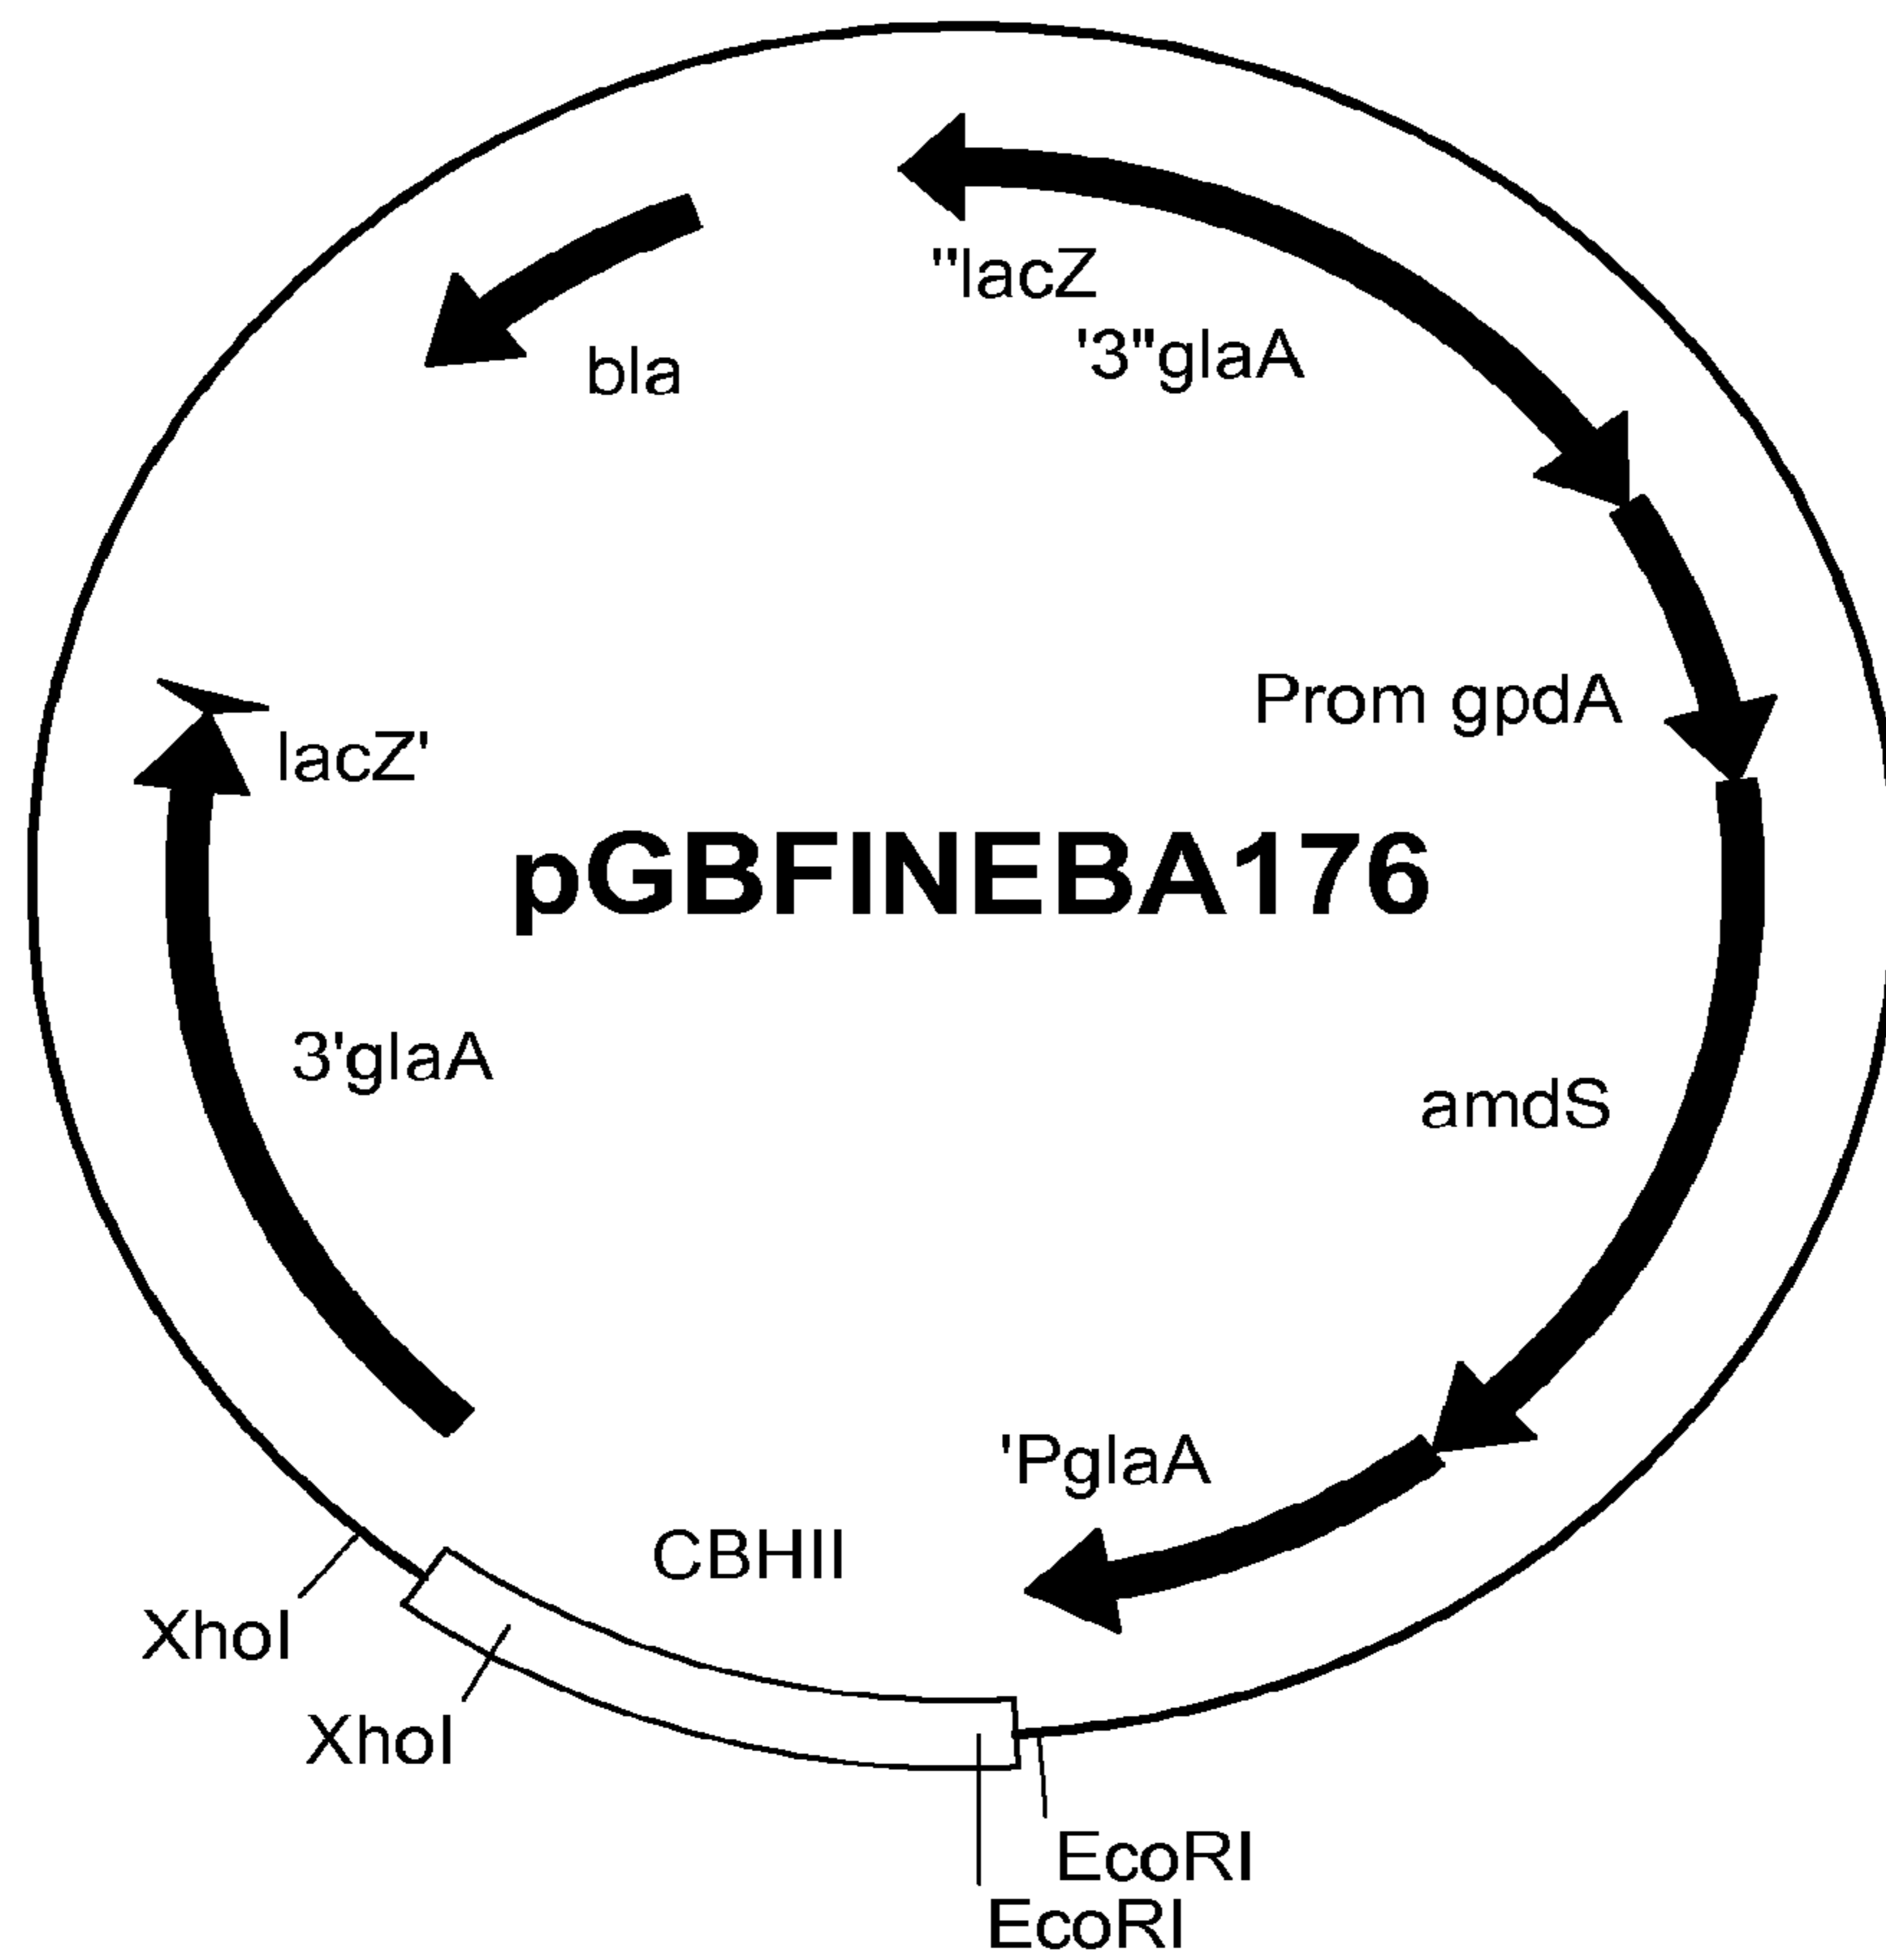 "lacZ
'3"glaA
bla
Prom gpdA
lacZ'
pGBFINEBA176
3'glaA
amdS
'PglaA
CBHII
XhoI
XhoI
EcoRI
EcoRI